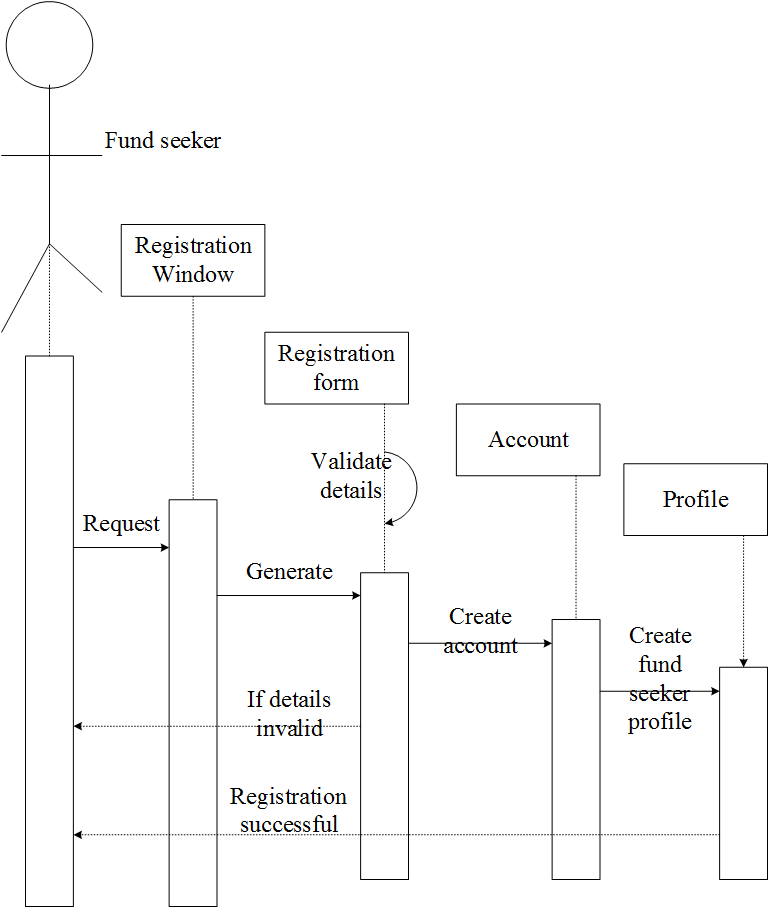 Fund seeker
Registration
Window
Registration
form
Account
Validate
details
Profile
Request
Generate
Create
account
Create
fund
seeker
profile
If details
invalid
Registration
successful